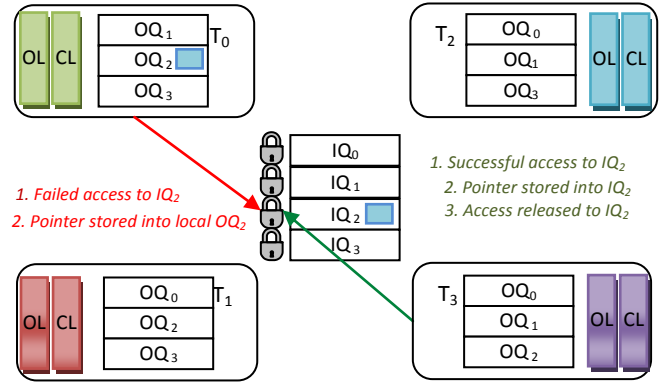 OL CL
OQ1
OQ2
OQ3
T0
T2
OQ0
OQ1
OQ3
OL CL
IQ0
IQ1
IQ2
IQ3
1. Failed access to IQ2
2. Pointer stored into local OQ2
1. Successful access to IQ2
2. Pointer stored into IQ2
3. Access released to IQ2
OL CL
OQ0
OQ2
OQ3
T1
T3
OQ0
OQ1
OQ2
OL CL